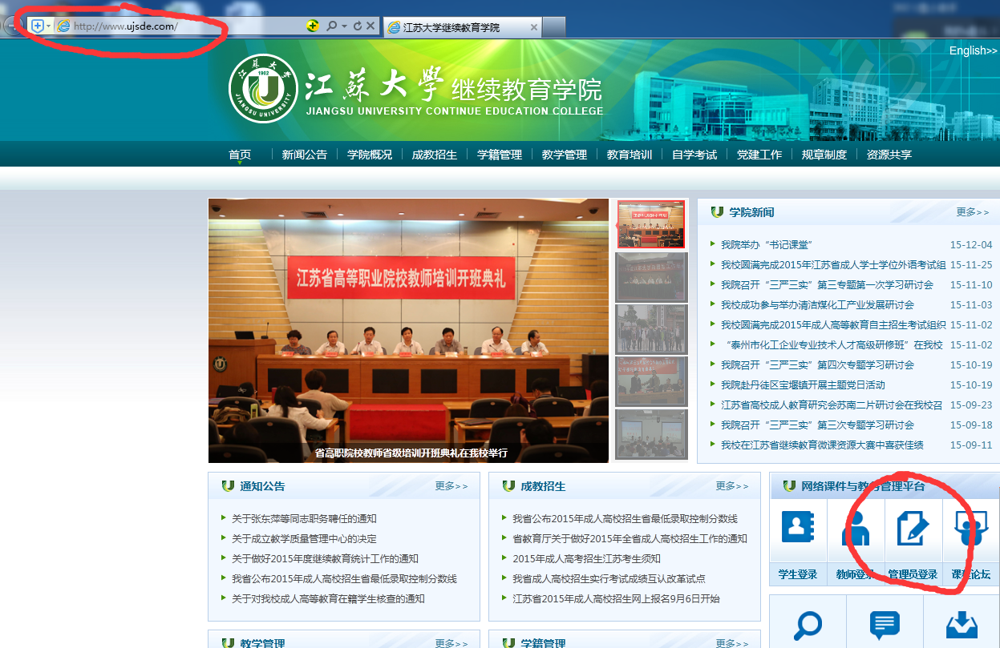 http://www.ujsde.com/
江苏大学继续教育学院
English>>
江蘇大學 继续教育学院
JIANGSU UNIVERSITY CONTINUE EDUCATION COLLEGE
江蘇大學
1902
JIANGSU UNIVERSITY
首页 新闻公告 学院概况 成教招生 学籍管理 教学管理 教育培训 自学考试 党建工作 规章制度 资源共享
江苏省高等职业院校教师培训开班典礼
省高职院校教师省级培训开班典礼在我校举行
学院新闻 更多>>
我院举办“书记课堂” 15-12-04
我校圆满完成2015年江苏省成人学士学位外语考试组 15-11-25
我院召开“三严三实”第三专题第一次学习研讨会 15-11-10
我校成功参与举办清洁煤化工产业发展研讨会 15-11-03
我校圆满完成2015年成人高等教育自主招生考试组织 15-11-02
“泰州市化工企业专业技术人才高级研修班”在我校 15-11-02
我院召开“三严三实”第四次专题学习研讨会 15-10-19
我院赴丹徒区宝堰镇开展主题党日活动 15-10-19
江苏省高校成人教育研究会苏南二片研讨会在我校召 15-09-23
我院召开“三严三实”第三次专题学习研讨会 15-09-18
我校在江苏省继续教育微课资源大赛中喜获佳绩 15-09-11
通知公告 更多>>
关于张东萍等同志职务聘任的通知
关于成立教学质量管理中心的决定
关于做好2015年度继续教育统计工作的通知
我省公布2015年成人高校招生省最低录取控制分数线
关于对我校成人高等教育在籍学生核查的通知
成教招生 更多>>
我省公布2015年成人高校招生省最低录取控制分数线
省教育厅关于做好2015年全省成人高校招生工作的通知
2015年成人高考招生江苏考生须知
我省成人高校招生实行考试成绩互认改革试点
江苏省2015年成人高校招生网上报名9月6日开始
网络课件与教务管理平台
学生登录 教师登录 管理员登录 课程论坛
教学管理 更多>>
学籍管理 更多>>